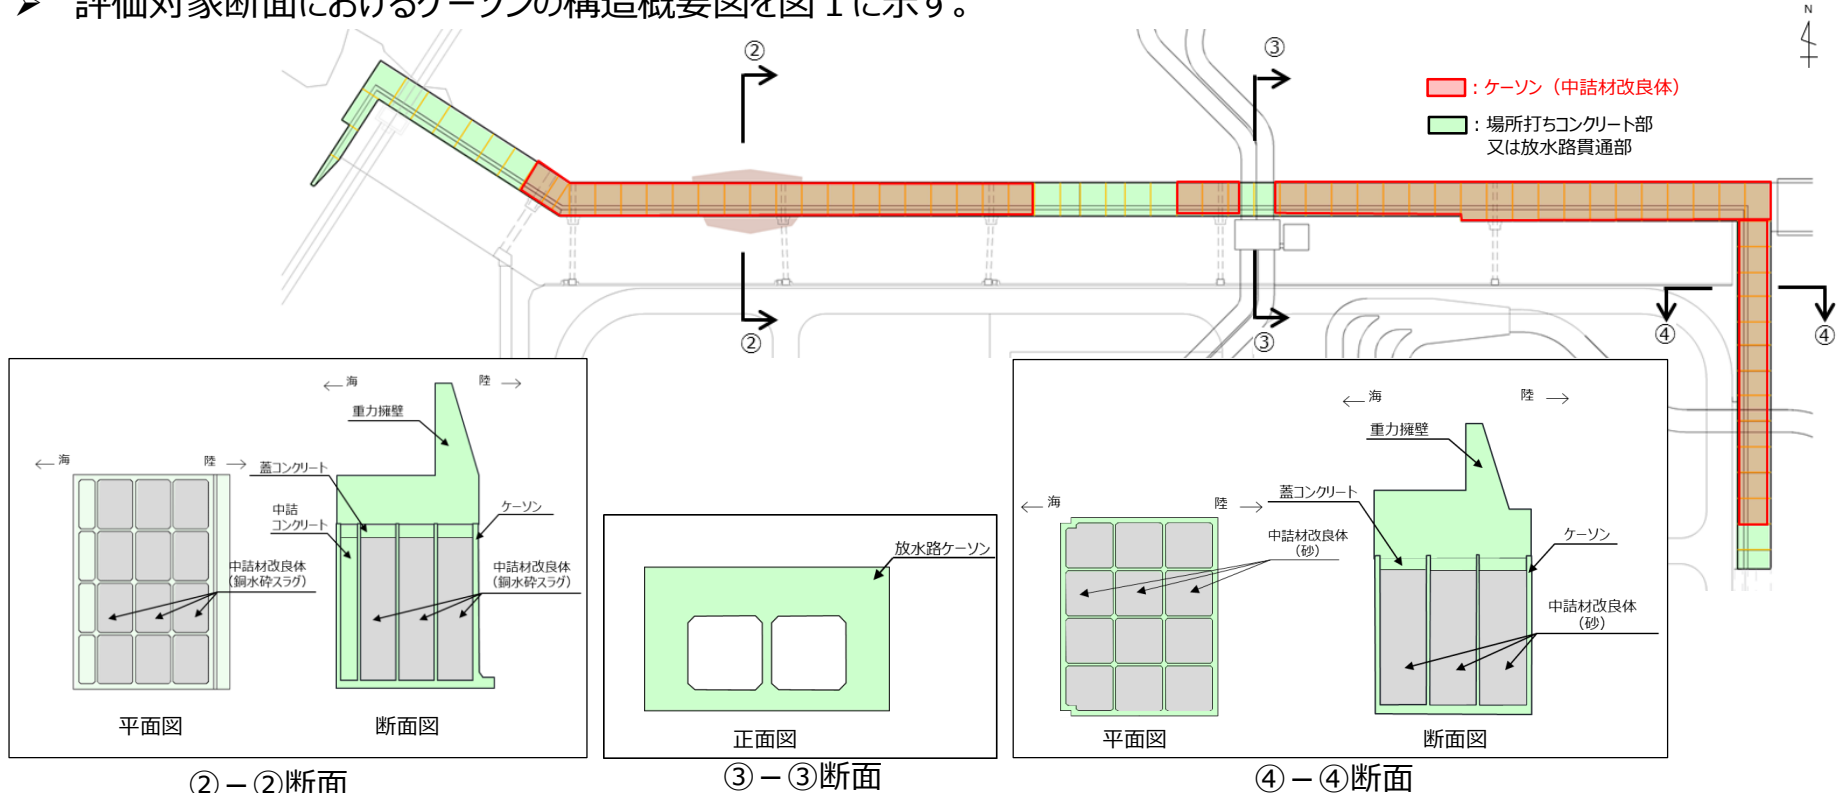 ➤ 評価対象断面におけるケーソンの構造概要図を図1に示す。
N
②
③
：ケーソン（中詰材改良体）
：場所打ちコンクリート部
又は放水路貫通部
②
③
④
④
←海
陸→
重力擁壁
←海
陸→
蓋コンクリート
中詰
コンクリート
ケーソン
中詰材改良体
（銅水砕スラグ）
中詰材改良体
（銅水砕スラグ）
平面図
断面図
②－②断面
放水路ケーソン
正面図
③－③断面
←海
陸→
重力擁壁
←海
陸→
蓋コンクリート
中詰材改良体
（砂）
ケーソン
中詰材改良体
（砂）
平面図
断面図
④－④断面